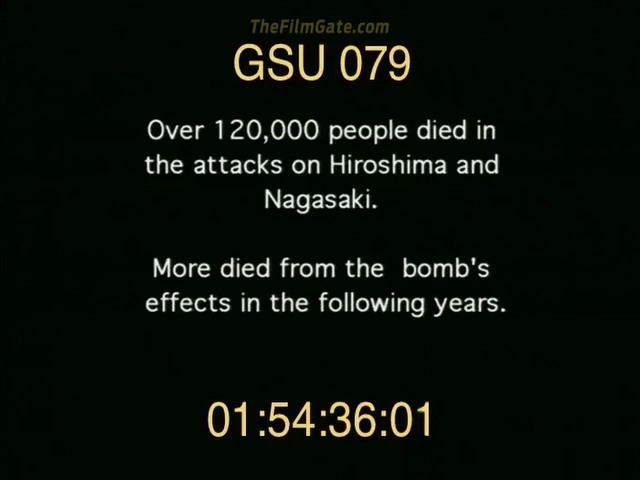 TheFilmGate.com
GSU 079
Over 120,000 people died in
the attacks on Hiroshima and
Nagasaki.
More died from the bomb's
effects in the following years.
01:54:36:01